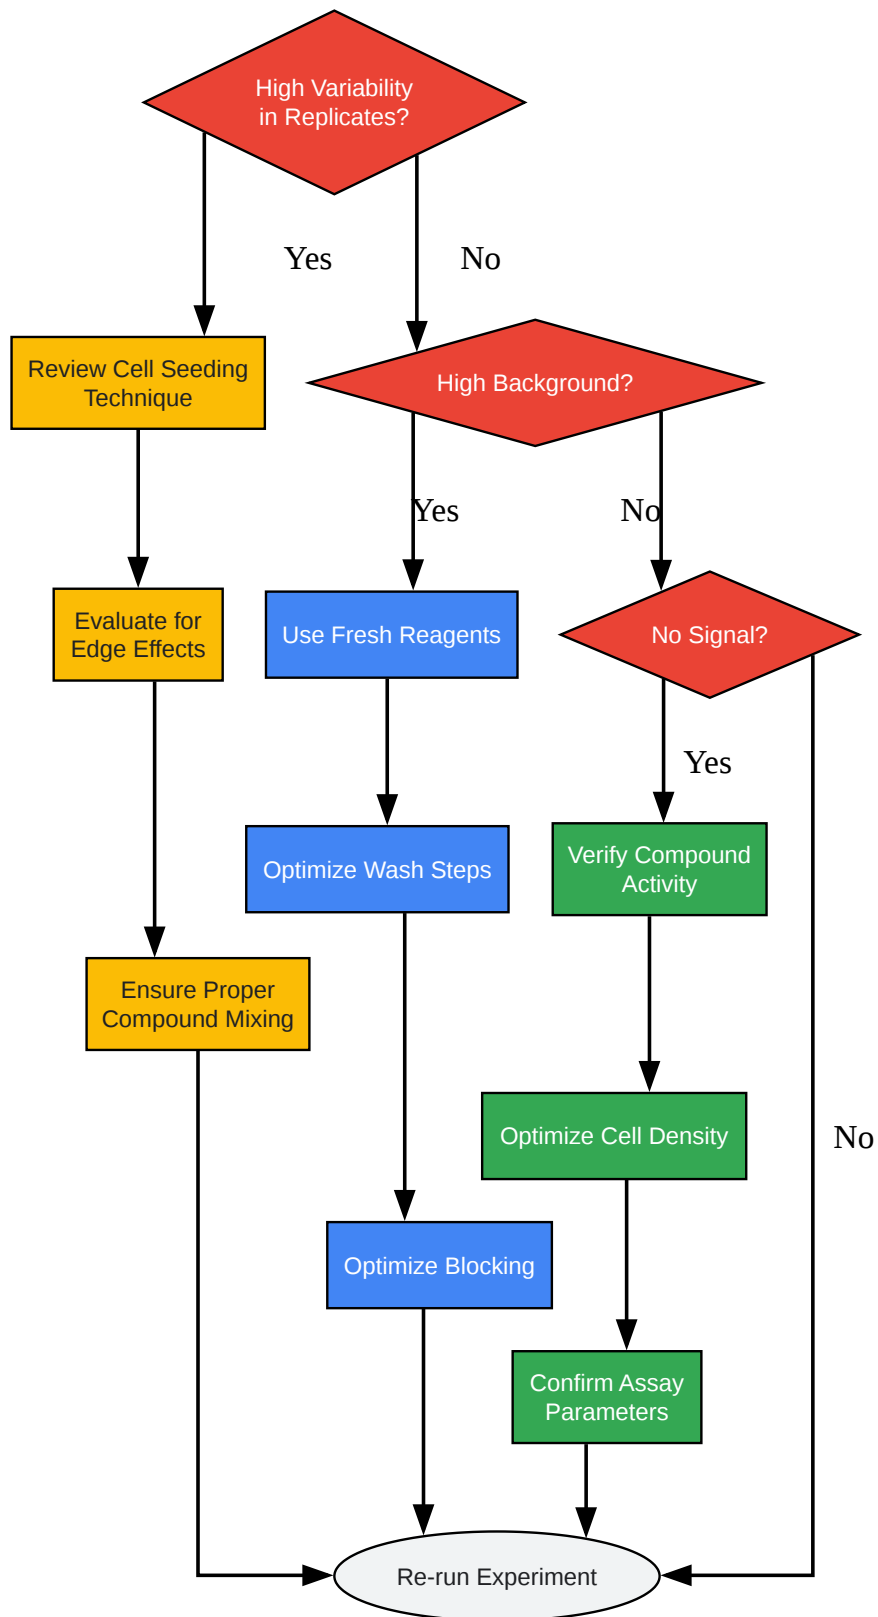 High Variability
in Replicates?
Yes
No
Review Cell Seeding
Technique
High Background?
Yes
No
Evaluate for
Edge Effects
Use Fresh Reagents
No Signal?
Yes
Optimize Wash Steps
Verify Compound
Activity
Ensure Proper
Compound Mixing
Optimize Cell Density
No
Optimize Blocking
Confirm Assay
Parameters
Re-run Experiment